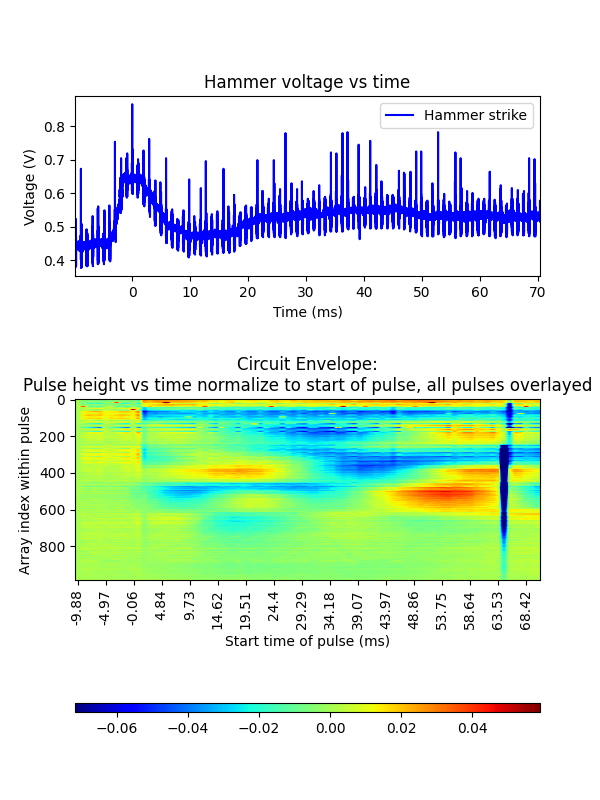 Hammer voltage vs time
Hammer strike
Voltage (V)
0.8
0.7
0.6
0.5
0.4
0 10 20 30 40 50 60 70
Time (ms)
Circuit Envelope:
Pulse height vs time normalize to start of pulse, all pulses overlayed
Array index within pulse
0
200
400
600
800
-9.88 -4.97 -0.06 4.84 9.73 14.62 19.51 24.4 29.29 34.18 39.07 43.97 48.86 53.75 58.64 63.53 68.42
Start time of pulse (ms)
−0.06 −0.04 −0.02 0.00 0.02 0.04